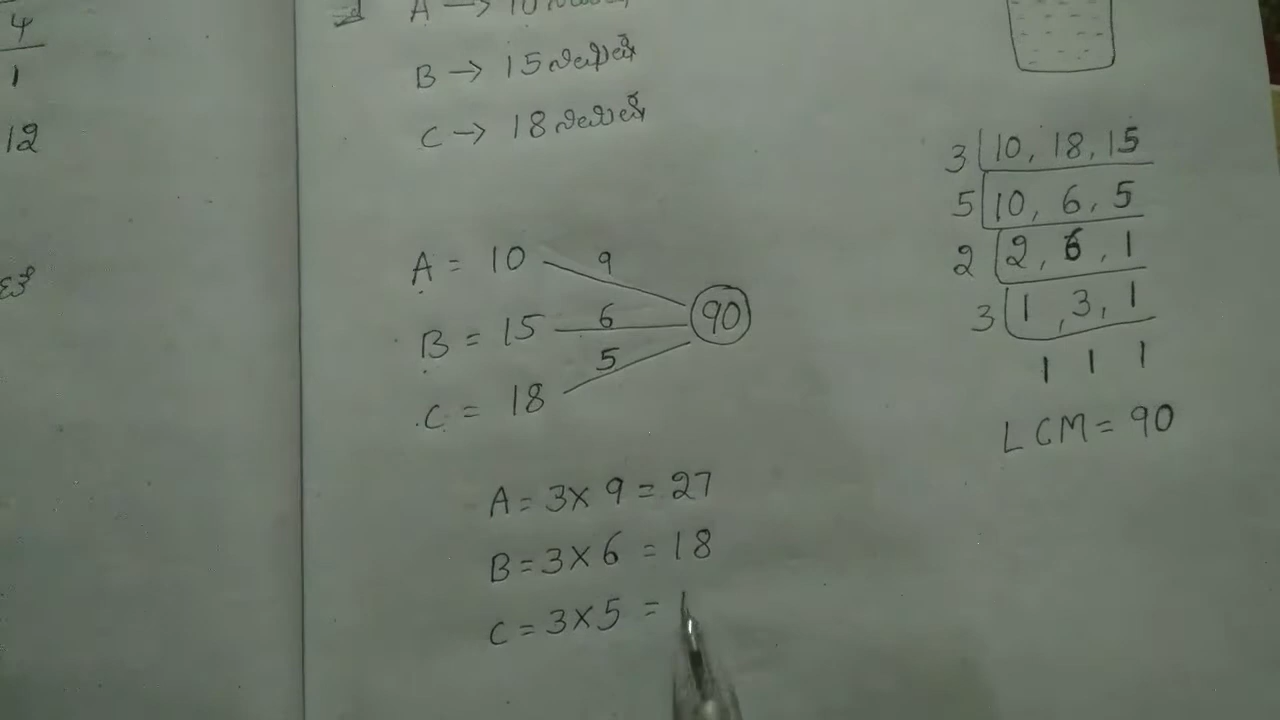 4
1
12
A → 10 ನಿಮಿಷ
B → 15 ನಿಮಿಷ
C → 18 ನಿಮಿಷ
A = 10 9
B = 15 6 90
C = 18 5
A = 3 × 9 = 27
B = 3 × 6 = 18
C = 3 × 5 = 1
3 10, 18, 15
5 10, 6, 5
2 2, 6, 1
3 1, 3, 1
1 1 1
LCM = 90